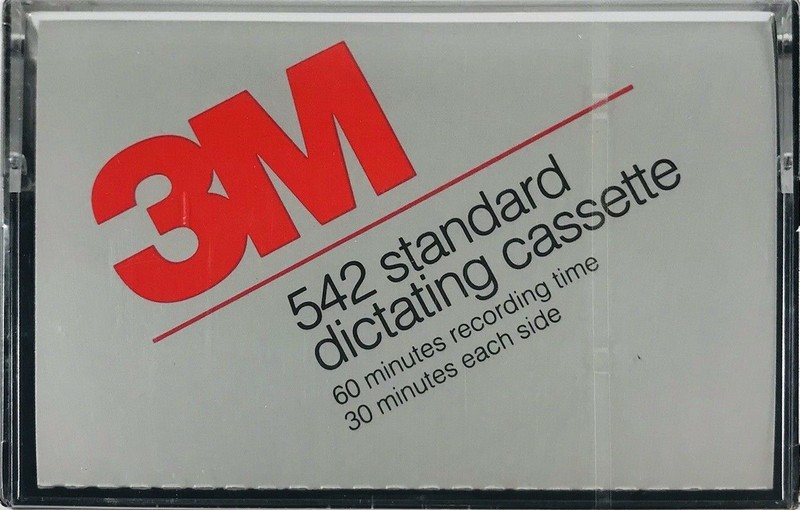 3M
542 standard
dictating cassette
60 minutes recording time
30 minutes each side